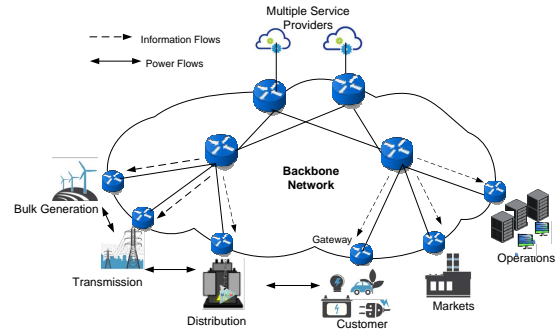 Multiple Service
Providers
Information Flows
Power Flows
Backbone
Network
Bulk Generation
Gateway
Operations
Transmission
Markets
Distribution
Customer